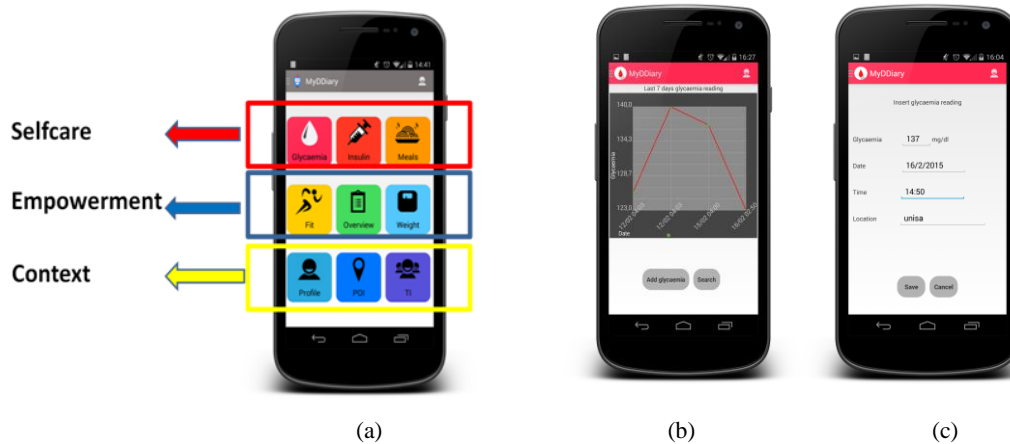 14:41
MyDDiary
Selfcare
Glycaemia Insulin Meals
Empowerment
Fit Overview Weight
Context
Profile POI TI
(a)
16:27
MyDDiary
Last 7 days glycaemia reading
140,0
134,3
128,7
123,0
Glycaemia
Date
Add glycaemia Search
(b)
16:04
MyDDiary
Insert glycaemia reading
Glycaemia 137 mg/dl
Date 16/2/2015
Time 14:50
Location unisa
Save Cancel
(c)